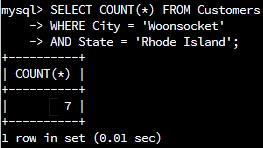 mysql> SELECT COUNT(*) FROM Customers
    -> WHERE City = 'Woonsocket'
    -> AND State = 'Rhode Island';
+----------+
| COUNT(*) |
+----------+
|        7 |
+----------+
1 row in set (0.01 sec)